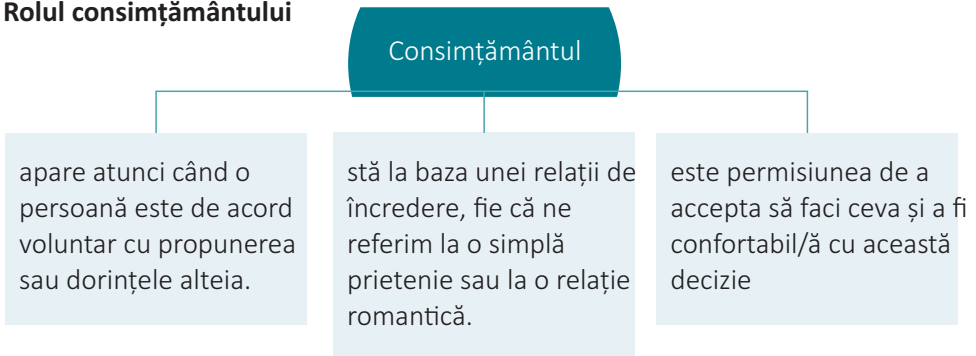 Rolul consimțământului
Consimțământul
apare atunci când o
persoană este de acord
voluntar cu propunerea
sau dorințele alteia.
stă la baza unei relații de
încredere, fie că ne
referim la o simplă
prietenie sau la o relație
romantică.
este permisiunea de a
accepta să faci ceva și a fi
confortabil/ă cu această
decizie